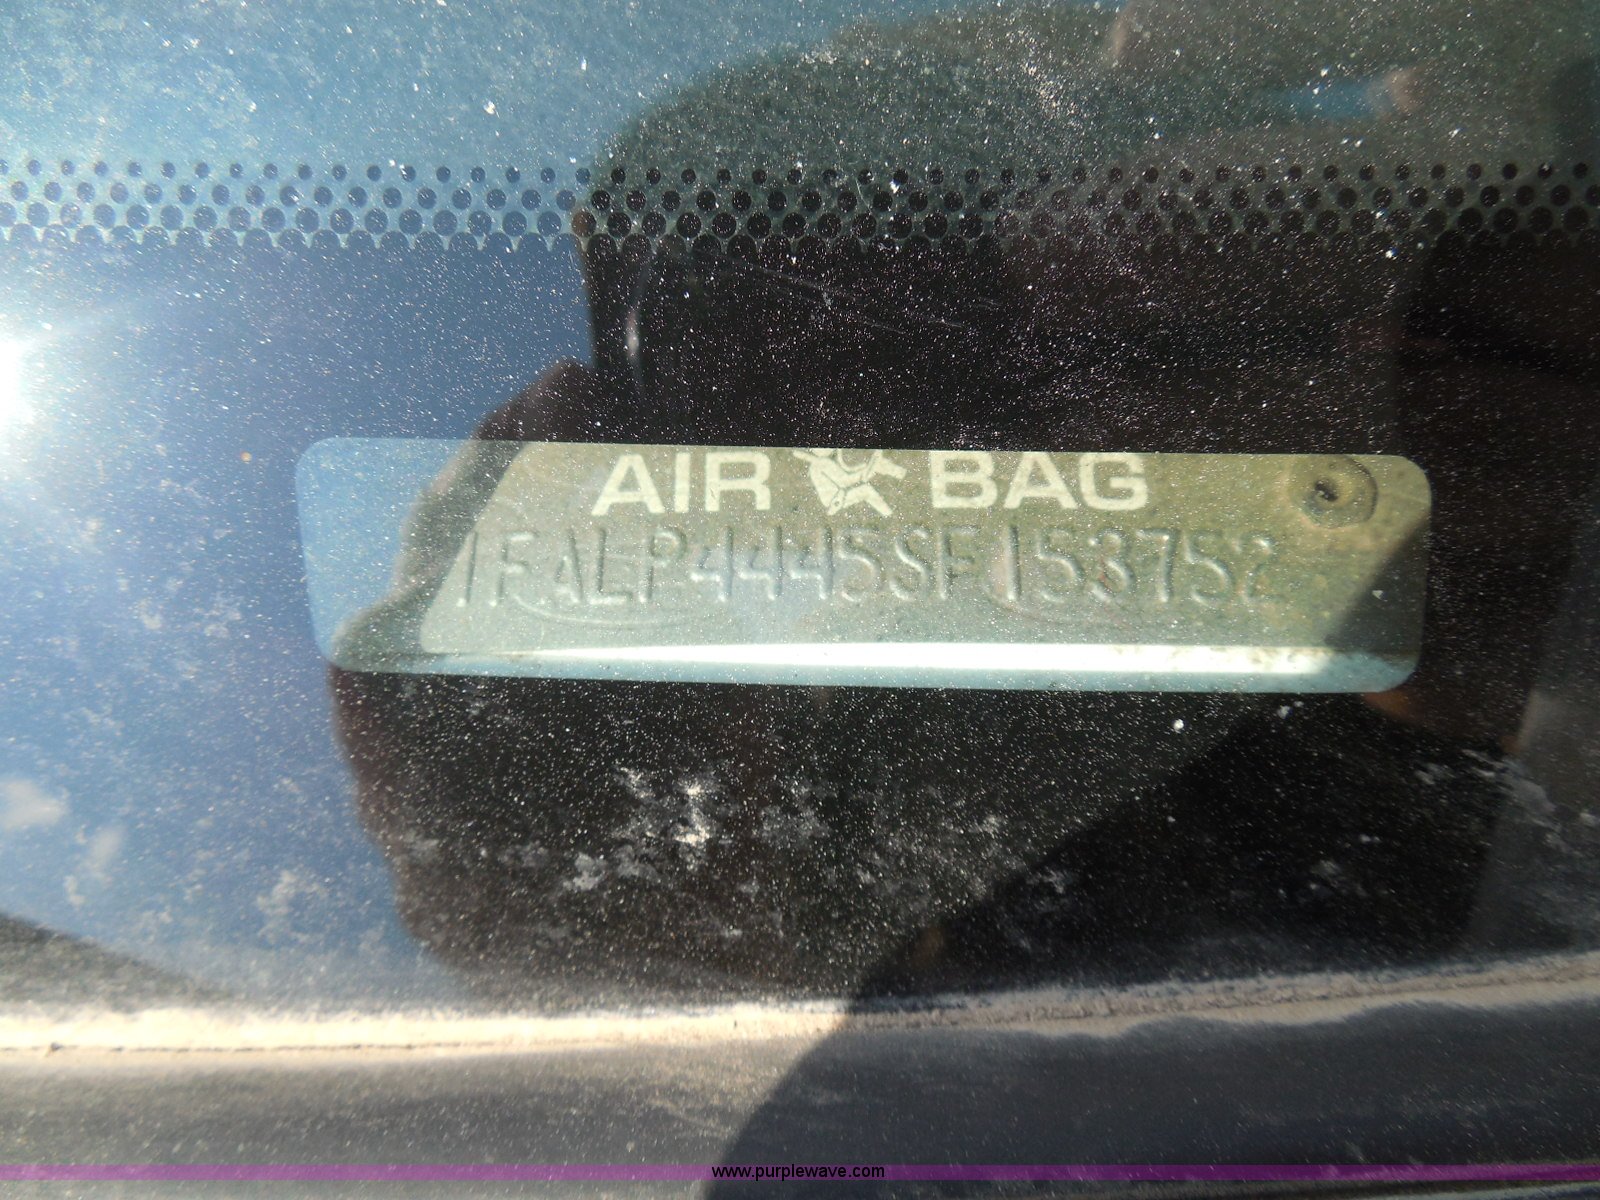 AIR BAG
1FALP4445SF153752
www.purplewave.com